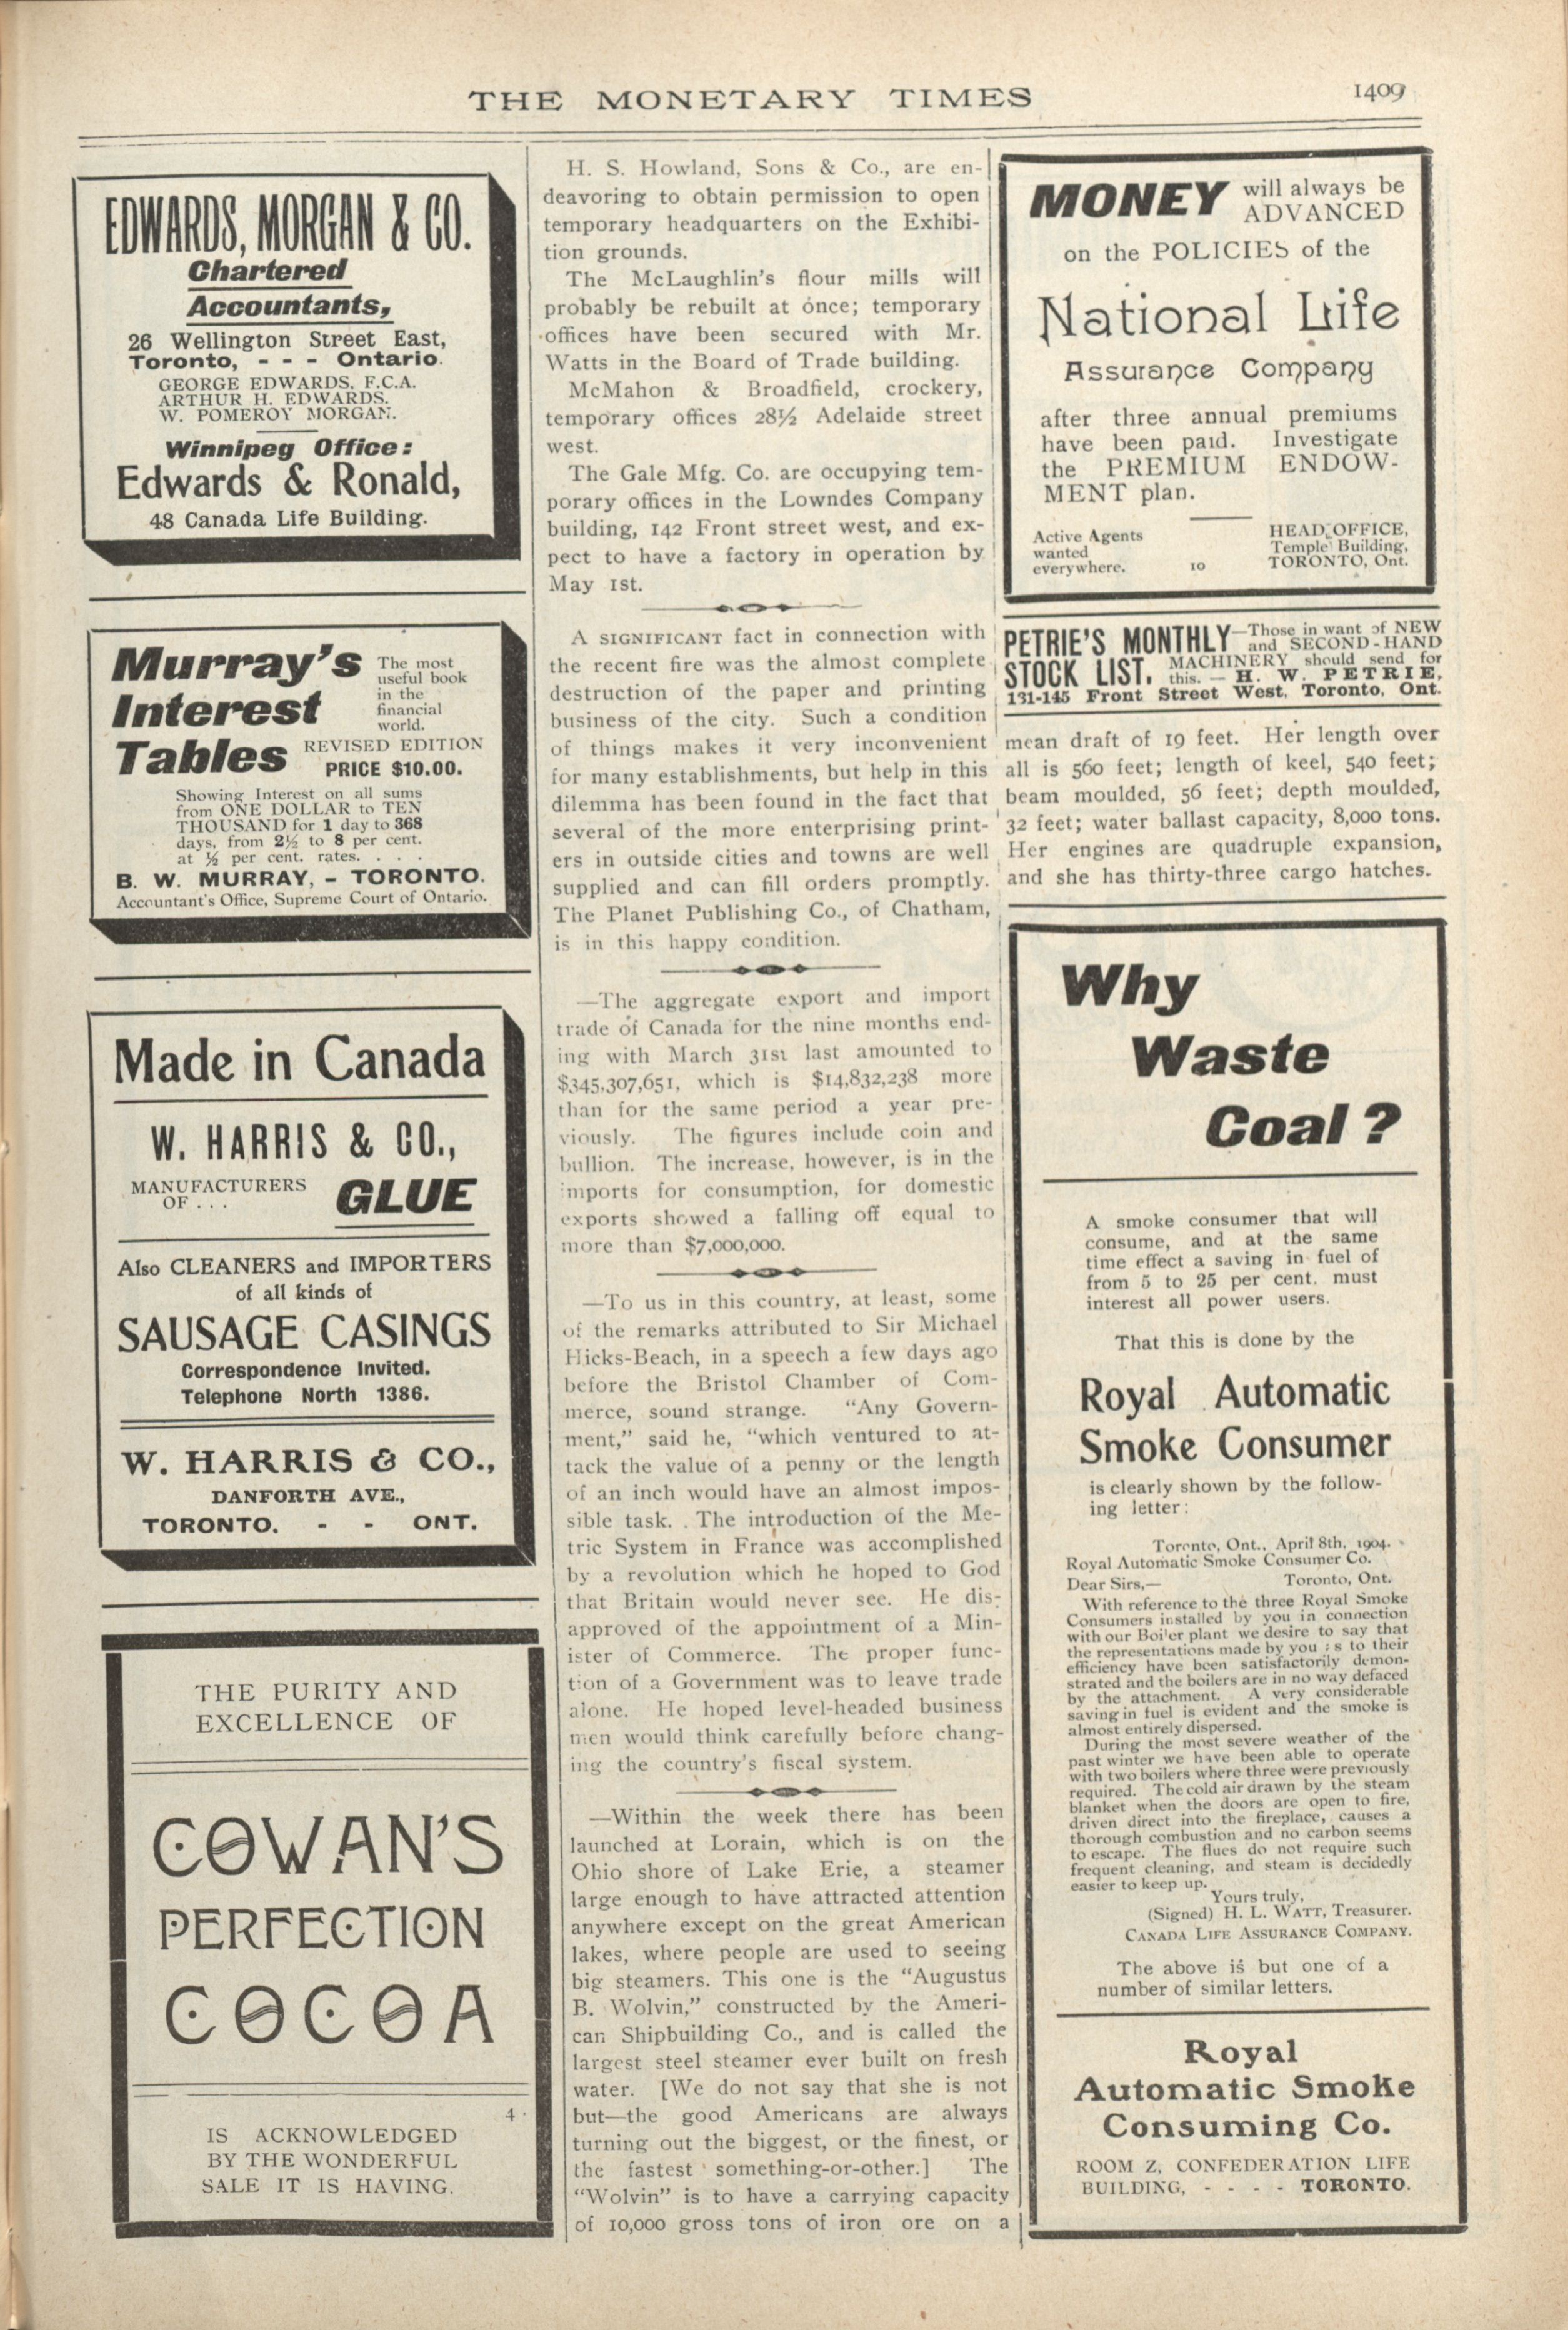 THE MONETARY TIMES
1409
EDWARDS, MORGAN & CO.
Chartered
Accountants,
26 Wellington Street East,
Toronto, - - - Ontario.
GEORGE EDWARDS, F.C.A.
ARTHUR H. EDWARDS.
W. POMEROY MORGAN.
Winnipeg Office:
Edwards & Ronald,
48 Canada Life Building.
Murray's
Interest
Tables
The most
useful book
in the
financial
world.
REVISED EDITION
PRICE $10.00.
Showing Interest on all sums
from ONE DOLLAR to TEN
THOUSAND for 1 day to 368
days, from 2½ to 8 per cent.
at ½ per cent. rates. . . .
B. W. MURRAY, - TORONTO.
Accountant's Office, Supreme Court of Ontario.
Made in Canada
W. HARRIS & CO.,
MANUFACTURERS
OF . . .
GLUE
Also CLEANERS and IMPORTERS
of all kinds of
SAUSAGE CASINGS
Correspondence Invited.
Telephone North 1386.
W. HARRIS & CO.,
DANFORTH AVE.,
TORONTO. - - ONT.
THE PURITY AND
EXCELLENCE OF
COWAN'S
PERFECTION
COCOA
4
IS ACKNOWLEDGED
BY THE WONDERFUL
SALE IT IS HAVING.
H. S. Howland, Sons & Co., are en-
deavoring to obtain permission to open
temporary headquarters on the Exhibi-
tion grounds.
The McLaughlin's flour mills will
probably be rebuilt at once; temporary
offices have been secured with Mr.
Watts in the Board of Trade building.
McMahon & Broadfield, crockery,
temporary offices 28½ Adelaide street
west.
The Gale Mfg. Co. are occupying tem-
porary offices in the Lowndes Company
building, 142 Front street west, and ex-
pect to have a factory in operation by
May 1st.
A SIGNIFICANT fact in connection with
the recent fire was the almost complete
destruction of the paper and printing
business of the city. Such a condition
of things makes it very inconvenient
for many establishments, but help in this
dilemma has been found in the fact that
several of the more enterprising print-
ers in outside cities and towns are well
supplied and can fill orders promptly.
The Planet Publishing Co., of Chatham,
is in this happy condition.
—The aggregate export and import
trade of Canada for the nine months end-
ing with March 31st last amounted to
$345,307,651, which is $14,832,238 more
than for the same period a year pre-
viously. The figures include coin and
bullion. The increase, however, is in the
imports for consumption, for domestic
exports showed a falling off equal to
more than $7,000,000.
—To us in this country, at least, some
of the remarks attributed to Sir Michael
Hicks-Beach, in a speech a few days ago
before the Bristol Chamber of Com-
merce, sound strange. "Any Govern-
ment," said he, "which ventured to at-
tack the value of a penny or the length
of an inch would have an almost impos-
sible task. The introduction of the Me-
tric System in France was accomplished
by a revolution which he hoped to God
that Britain would never see. He dis-
approved of the appointment of a Min-
ister of Commerce. The proper func-
tion of a Government was to leave trade
alone. He hoped level-headed business
men would think carefully before chang-
ing the country's fiscal system.
—Within the week there has been
launched at Lorain, which is on the
Ohio shore of Lake Erie, a steamer
large enough to have attracted attention
anywhere except on the great American
lakes, where people are used to seeing
big steamers. This one is the "Augustus
B. Wolvin," constructed by the Ameri-
can Shipbuilding Co., and is called the
largest steel steamer ever built on fresh
water. [We do not say that she is not
but—the good Americans are always
turning out the biggest, or the finest, or
the fastest something-or-other.] The
"Wolvin" is to have a carrying capacity
of 10,000 gross tons of iron ore on a
MONEY will always be
ADVANCED
on the POLICIES of the
National Life
Assurance Company
after three annual premiums
have been paid. Investigate
the PREMIUM ENDOW-
MENT plan.
Active Agents
wanted
everywhere.
10
HEAD OFFICE,
Temple Building,
TORONTO, Ont.
PETRIE'S MONTHLY
STOCK LIST.
—Those in want of NEW
and SECOND-HAND
MACHINERY should send for
this. — H. W. PETRIE,
131-145 Front Street West, Toronto, Ont.
mean draft of 19 feet. Her length over
all is 560 feet; length of keel, 540 feet;
beam moulded, 56 feet; depth moulded,
32 feet; water ballast capacity, 8,000 tons.
Her engines are quadruple expansion,
and she has thirty-three cargo hatches.
Why
Waste
Coal ?
A smoke consumer that will
consume, and at the same
time effect a saving in fuel of
from 5 to 25 per cent. must
interest all power users.
That this is done by the
Royal Automatic
Smoke Consumer
is clearly shown by the follow-
ing letter:
Toronto, Ont., April 8th, 1904.
Royal Automatic Smoke Consumer Co.
Dear Sirs,— Toronto, Ont.
With reference to the three Royal Smoke
Consumers installed by you in connection
with our Boiler plant we desire to say that
the representations made by you as to their
efficiency have been satisfactorily demon-
strated and the boilers are in no way defaced
by the attachment. A very considerable
saving in fuel is evident and the smoke is
almost entirely dispersed.
During the most severe weather of the
past winter we have been able to operate
with two boilers where three were previously
required. The cold air drawn by the steam
blanket when the doors are open to fire,
driven direct into the fireplace, causes a
thorough combustion and no carbon seems
to escape. The flues do not require such
frequent cleaning, and steam is decidedly
easier to keep up.
Yours truly,
(Signed) H. L. WATT, Treasurer.
CANADA LIFE ASSURANCE COMPANY.
The above is but one of a
number of similar letters.
Royal
Automatic Smoke
Consuming Co.
ROOM Z, CONFEDERATION LIFE
BUILDING, - - - - TORONTO.